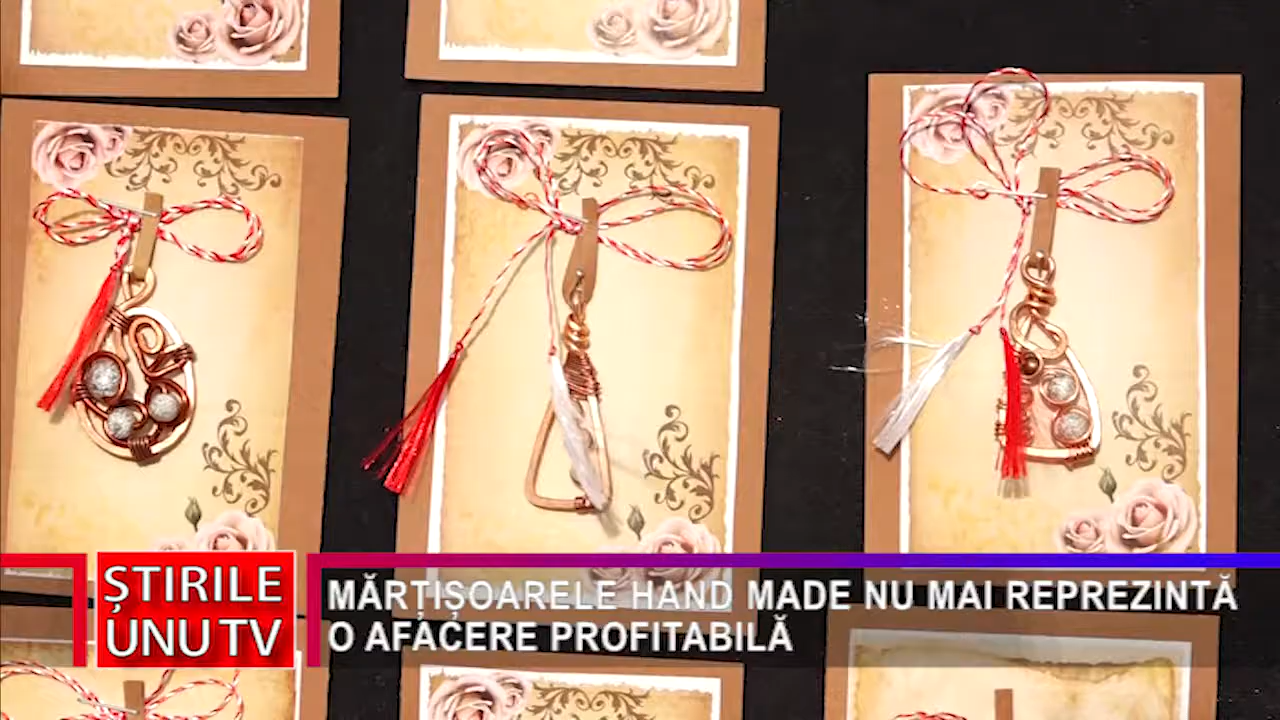 ȘTIRILE
UNU TV
MĂRȚIȘOARELE HAND MADE NU MAI REPREZINTĂ
O AFACERE PROFITABILĂ